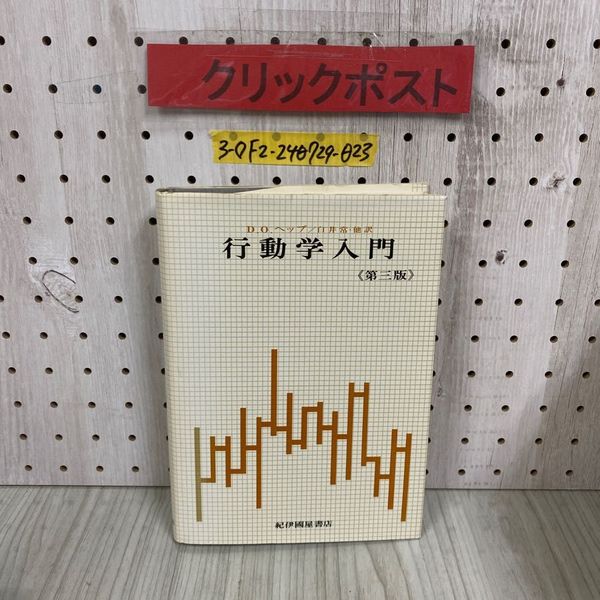 クリックポスト
3-7F2-240729-023
D.O.ヘッブ/白井常・他訳
行動学入門
《第三版》
紀伊國屋書店